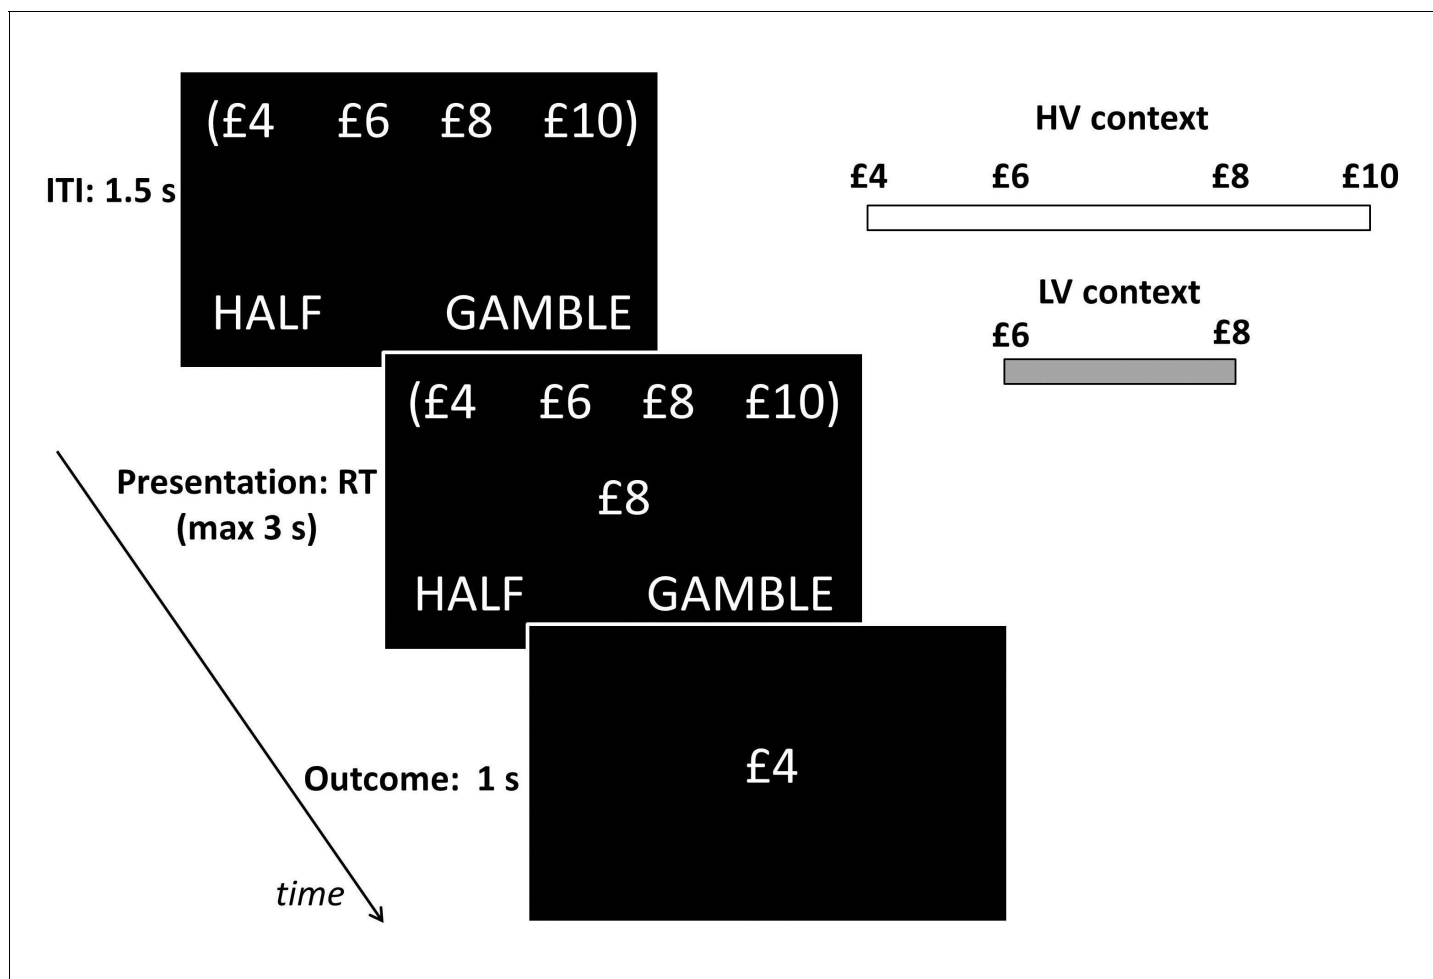 (£4 £6 £8 £10)
ITI: 1.5 s
HALF GAMBLE
(£4 £6 £8 £10)
Presentation: RT
(max 3 s)
£8
HALF GAMBLE
Outcome: 1 s
£4
time
HV context
£4 £6 £8 £10
LV context
£6 £8